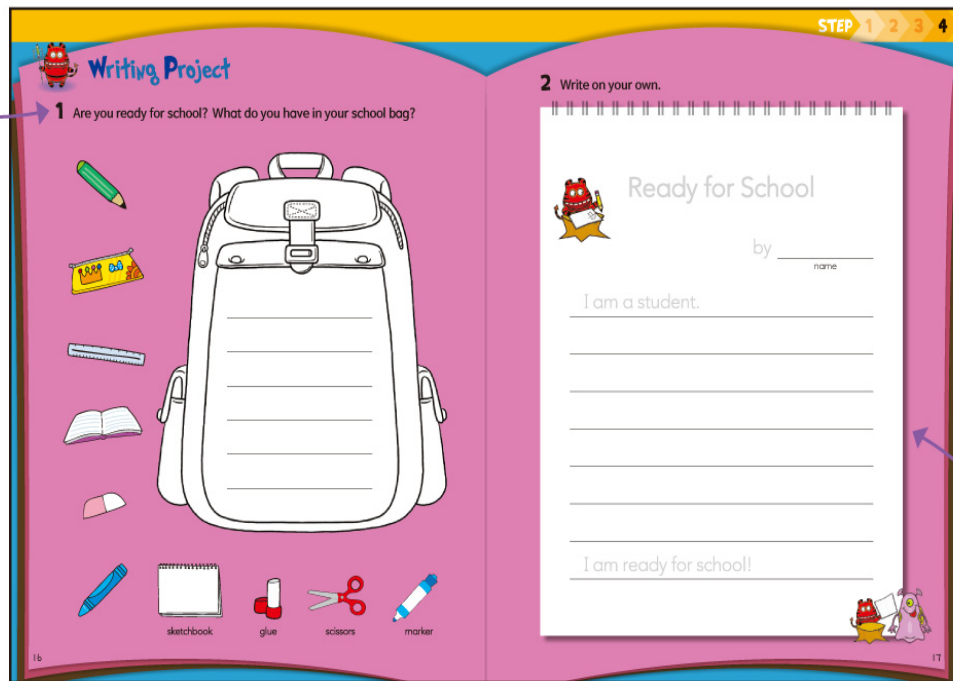 STEP 1 2 3 4
Writing Project
1 Are you ready for school? What do you have in your school bag?
sketchbook
glue
scissors
marker
16
2 Write on your own.
Ready for School
by
name
I am a student.
I am ready for school!
17